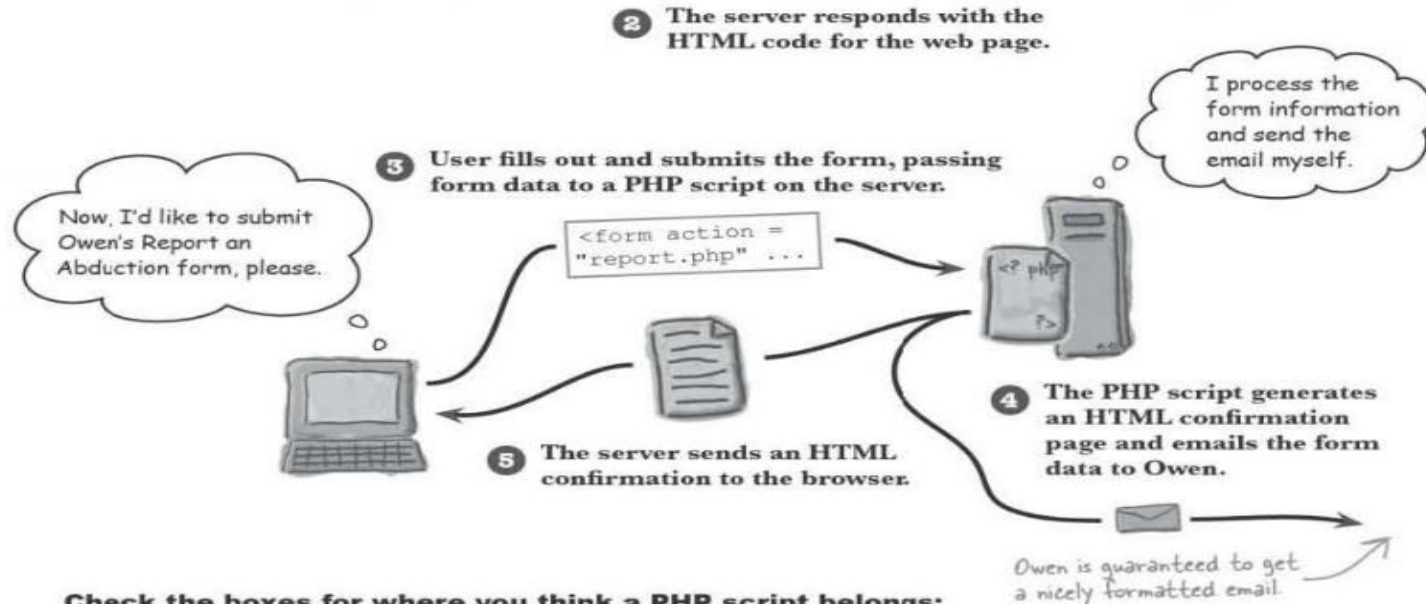 2 The server responds with the
HTML code for the web page.
I process the
form information
and send the
email myself.
3 User fills out and submits the form, passing
form data to a PHP script on the server.
Now, I'd like to submit
Owen's Report an
Abduction form, please.
<form action =
"report.php" ...
<? php
?>
4 The PHP script generates
an HTML confirmation
page and emails the form
data to Owen.
5 The server sends an HTML
confirmation to the browser.
Owen is guaranteed to get
a nicely formatted email.
Check the boxes for where you think a PHP script belongs: